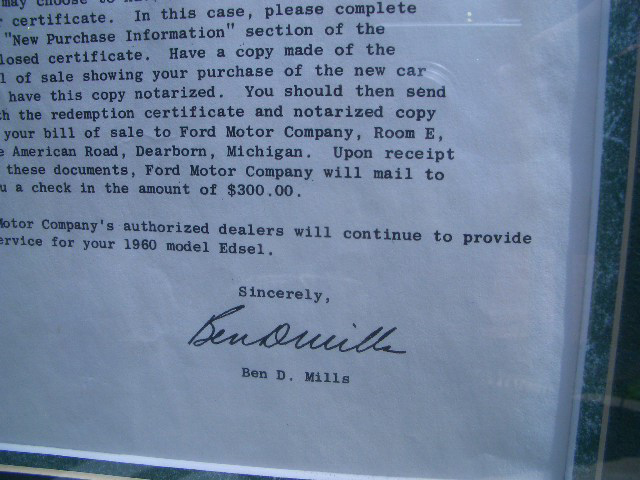 may choose to
certificate. In this case, please complete
"New Purchase Information" section of the
losed certificate. Have a copy made of the
l of sale showing your purchase of the new car
have this copy notarized. You should then send
h the redemption certificate and notarized copy
your bill of sale to Ford Motor Company, Room E,
e American Road, Dearborn, Michigan. Upon receipt
these documents, Ford Motor Company will mail to
u a check in the amount of $300.00.
Motor Company's authorized dealers will continue to provide
ervice for your 1960 model Edsel.
Sincerely,
Ben D Mills
Ben D. Mills